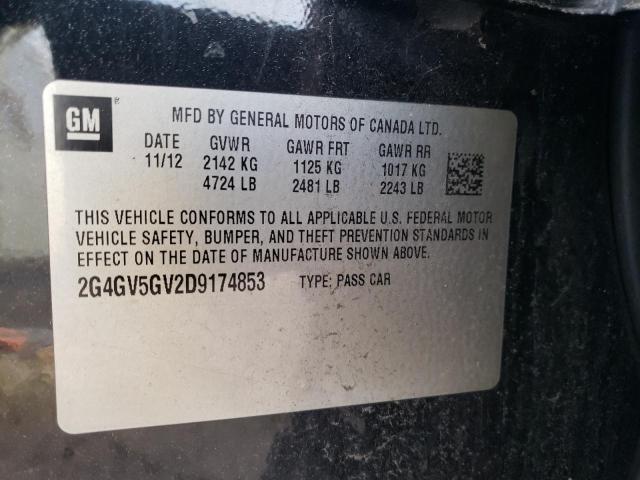 GM ®
MFD BY GENERAL MOTORS OF CANADA LTD.
DATE GVWR GAWR FRT GAWR RR
11/12 2142 KG 1125 KG 1017 KG
4724 LB 2481 LB 2243 LB
THIS VEHICLE CONFORMS TO ALL APPLICABLE U.S. FEDERAL MOTOR
VEHICLE SAFETY, BUMPER, AND THEFT PREVENTION STANDARDS IN
EFFECT ON THE DATE OF MANUFACTURE SHOWN ABOVE.
2G4GV5GV2D9174853 TYPE: PASS CAR